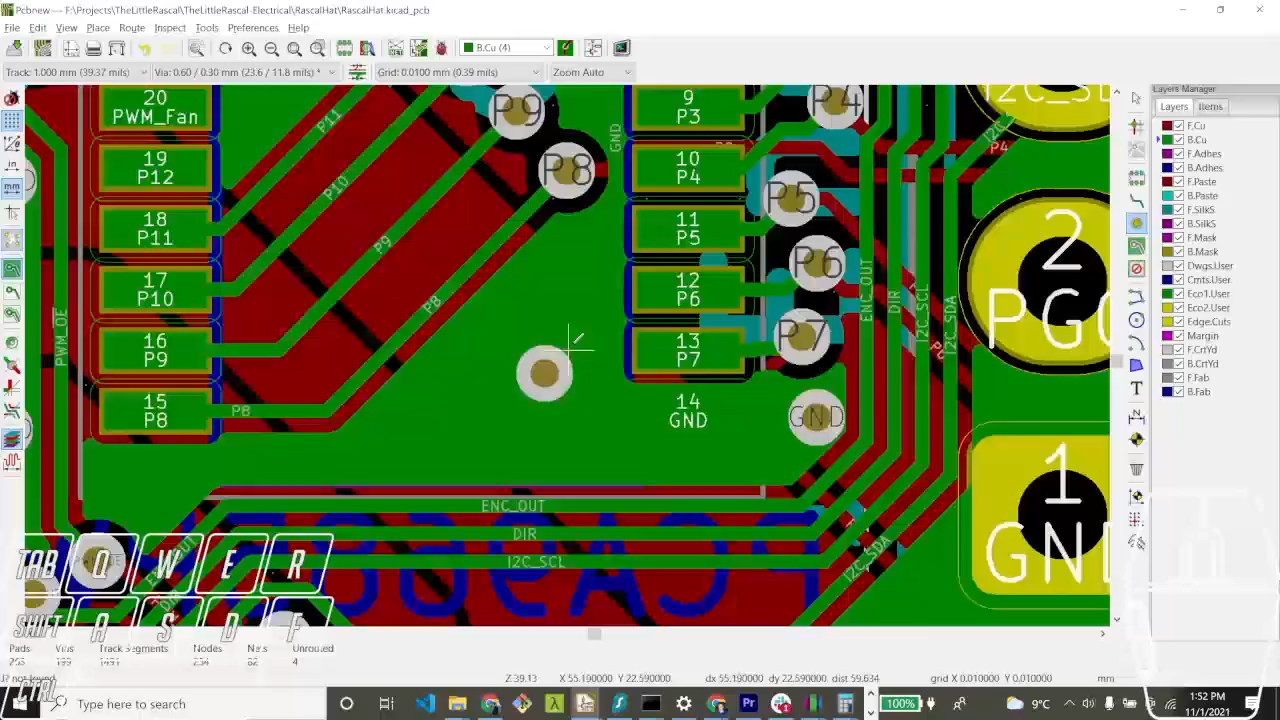 Pcbnew — F:\Projects\TheLittleRascal\TheLittleRascal-Electrical\RascalHat\RascalHat.kicad_pcb
File Edit View Place Route Inspect Tools Preferences Help
B.Cu (4)
Track: 1.000 mm (39.37 mils)
Via: 0.60 / 0.30 mm (23.6 / 11.8 mils) *
Grid: 0.0100 mm (0.39 mils)
Zoom Auto
Layers Manager
Layers Items
F.Cu
B.Cu
F.Adhes
B.Adhes
F.Paste
B.Paste
F.SilkS
B.SilkS
F.Mask
B.Mask
Dwgs.User
Cmts.User
Eco1.User
Eco2.User
Edge.Cuts
Margin
F.CrtYd
B.CrtYd
F.Fab
B.Fab
in
mm
20
PWM_Fan
19
P12
18
P11
17
P10
16
P9
15
P8
P11
P10
P9
P8
P8
PWM_OE
P9
P8
GND
9
P3
10
P4
11
P5
12
P6
13
P7
14
GND
P4
P5
P6
P7
GND
P4
ENC_OUT
DIR
I2C_SCL
I2C_SDA
2
1
GND
ENC_OUT
DIR
I2C_SCL
I2C_SDA
TAB Q W E R
SHIFT A S D F
CTRL
Pads
Vias
Track Segments
Nodes
Nets
Unrouted
4
Z 39.13
X 55.190000 Y 22.590000
dx 55.190000 dy 22.590000 dist 59.634
grid X 0.010000 Y 0.010000
mm
Type here to search
100%
9°C
1:52 PM
11/1/2021